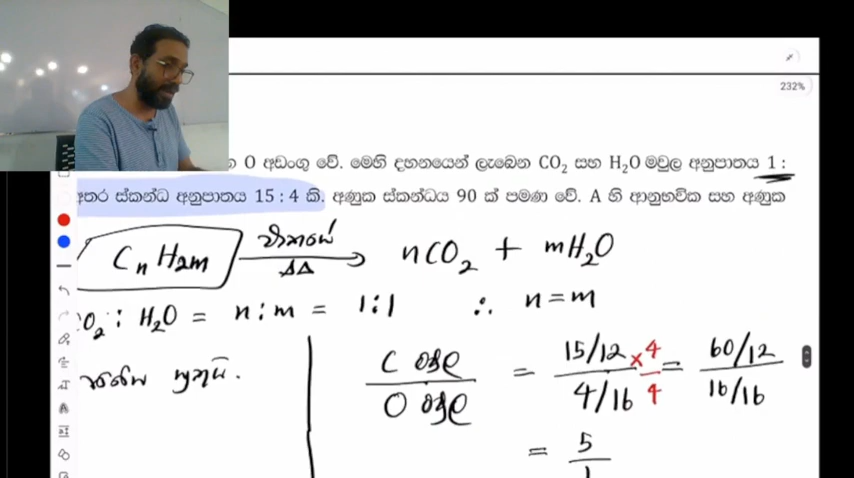 232%
O අඩංගු වේ. මෙහි දහනයෙන් ලැබෙන CO₂ සහ H₂O මවුල අනුපාතය 1 :
අතර ස්කන්ධ අනුපාතය 15 : 4 කි. අණුක ස්කන්ධය 90 ක් පමණ වේ. A හි ආනුභවික සහ අණුක
CₙH₂ₘ ΔΔ → nCO₂ + mH₂O
CO₂ : H₂O = n : m = 1 : 1 ∴ n = m
C මවුල / O මවුල = 15/12 / 4/16 × 4 / 4 = 60/12 / 16/16
= 5 / 1